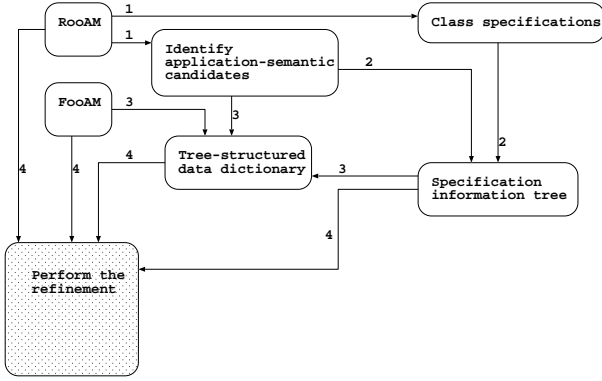 RooAM
1
Class specifications
1
Identify
application-semantic
candidates
2
FooAM
3
3
2
4
Tree-structured
data dictionary
3
4
4
Specification
information tree
4
Perform the
refinement